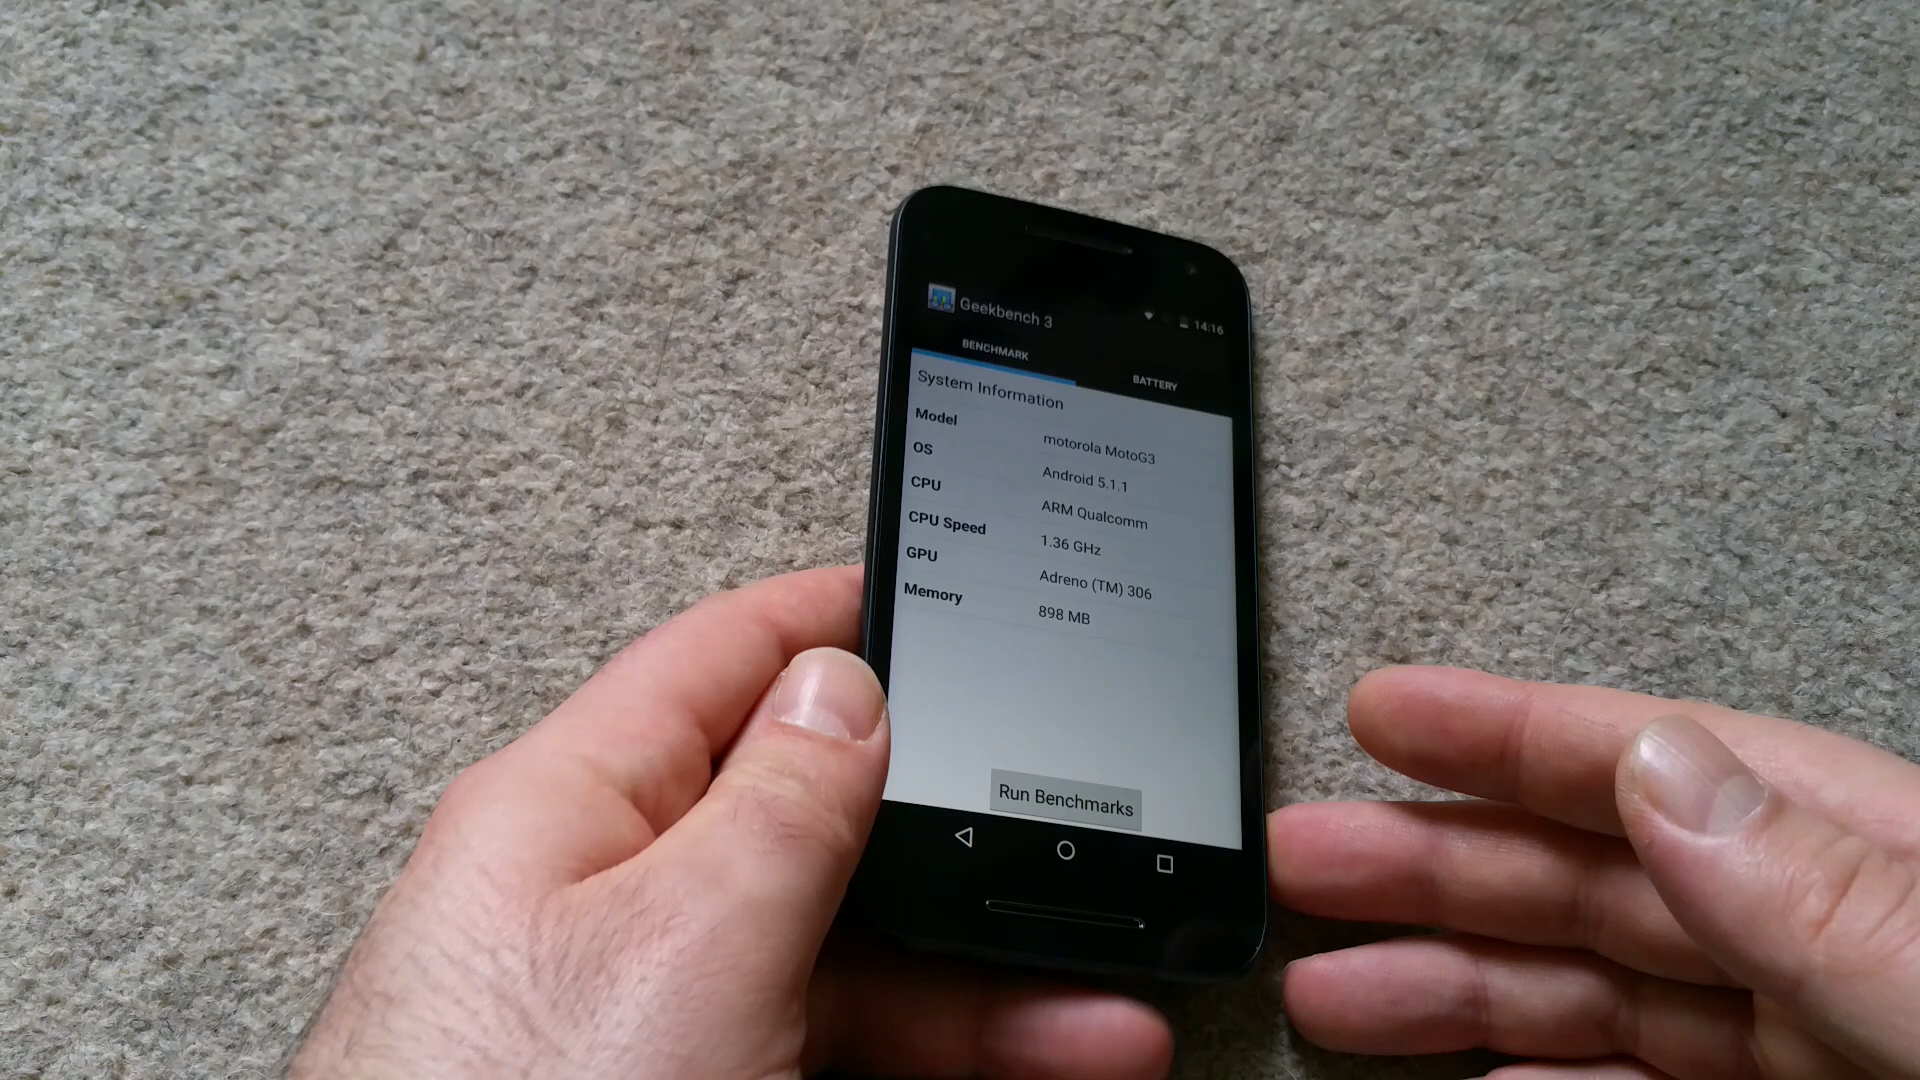 Geekbench 3
14:16
BENCHMARK
BATTERY
System Information
Model
motorola MotoG3
OS
Android 5.1.1
CPU
ARM Qualcomm
CPU Speed
1.36 GHz
GPU
Adreno (TM) 306
Memory
898 MB
Run Benchmarks